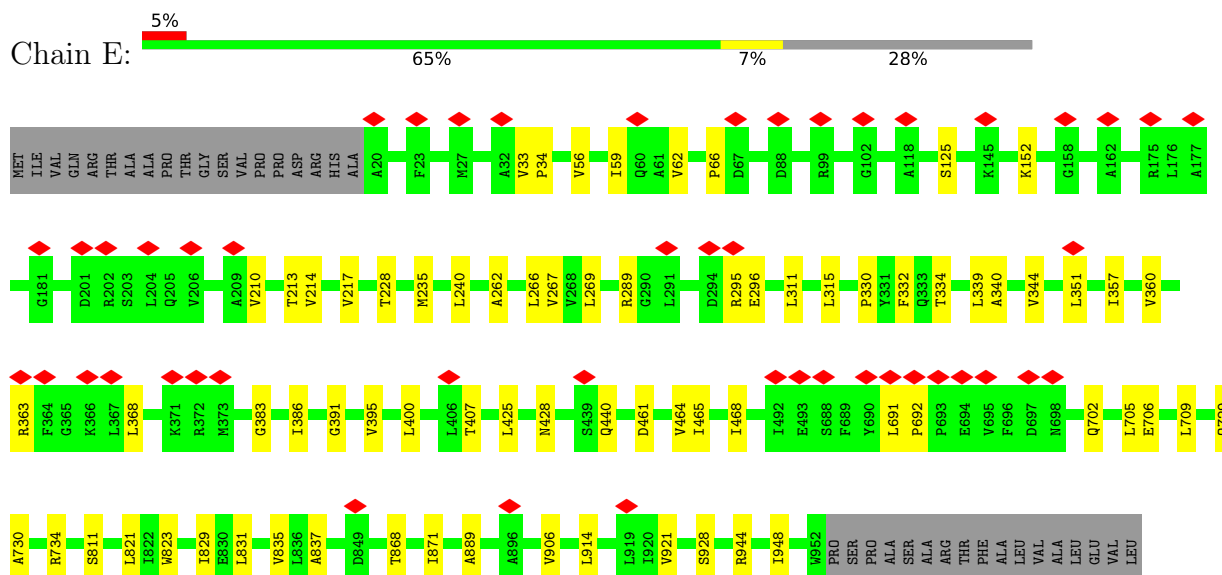 5%
Chain E:
65% 7% 28%
MET ILE VAL GLN ARG THR ALA ALA PRO THR GLY SER VAL PRO PRO ASP ARG HIS ALA A20 F23 M27 A32 V33 P34 V56 I59 Q60 A61 V62 P66 D67 D88 R99 G102 A118 S125 K145 K152 G158 A162 R175 L176 A177
G181 D201 R202 S203 L204 Q205 V206 A209 V210 T213 V214 V217 T228 M235 L240 A262 L266 V267 V268 L269 R289 G290 L291 D294 R295 E296 L311 L315 P330 Y331 F332 Q333 T334 L339 A340 V344 L351 I357 V360
R363 F364 G365 K366 L367 L368 K371 R372 M373 G383 I386 G391 V395 L400 L406 T407 L425 N428 S439 Q440 D461 V464 I465 I468 I492 E493 S688 F689 Y690 L691 P692 P693 E694 V695 F696 D697 N698 Q702 L705 E706 L709
A730 R734 S811 L821 I822 W823 I829 E830 L831 V835 L836 A837 D849 T868 I871 A889 A896 V906 L914 L919 I920 V921 S928 R944 I948 W952 PRO SER PRO ALA SER ALA ARG THR PHE ALA LEU VAL ALA LEU GLU VAL LEU